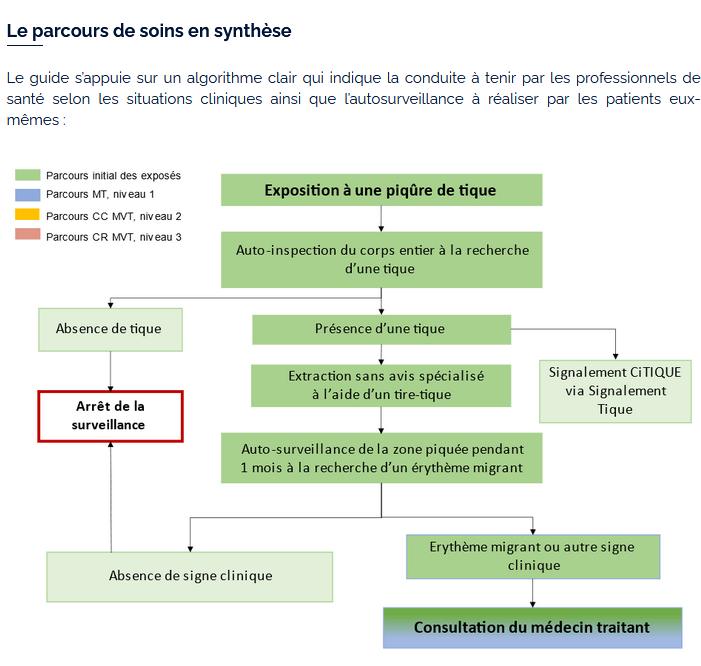 Le parcours de soins en synthèse
Le guide s'appuie sur un algorithme clair qui indique la conduite à tenir par les professionnels de
santé selon les situations cliniques ainsi que l'autosurveillance à réaliser par les patients eux-
mêmes :
Parcours initial des exposés
Parcours MT, niveau 1
Parcours CC MVT, niveau 2
Parcours CR MVT, niveau 3
Exposition à une piqûre de tique
Auto-inspection du corps entier à la recherche
d'une tique
Absence de tique
Présence d'une tique
Arrêt de la
surveillance
Extraction sans avis spécialisé
à l'aide d'un tire-tique
Signalement CiTIQUE
via Signalement
Tique
Auto-surveillance de la zone piquée pendant
1 mois à la recherche d'un érythème migrant
Absence de signe clinique
Erythème migrant ou autre signe
clinique
Consultation du médecin traitant